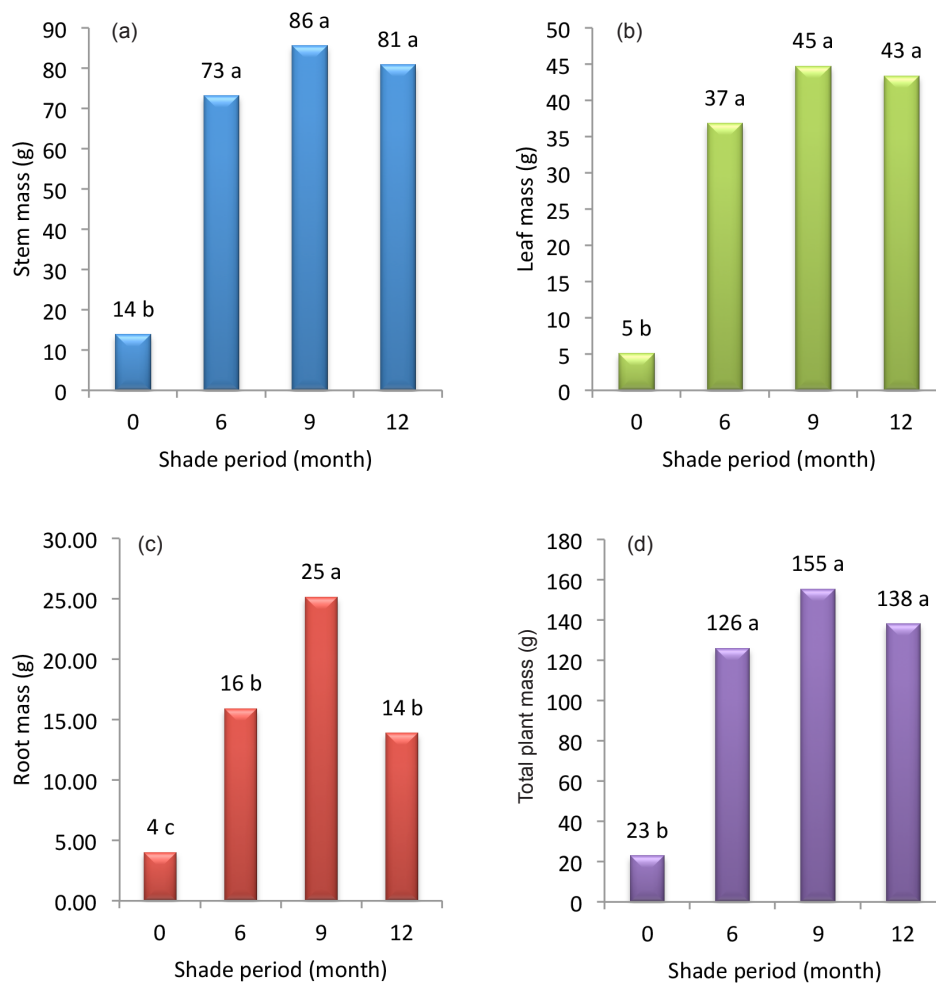 (a)
Stem mass (g)
90
80
70
60
50
40
30
20
10
0
14 b
73 a
86 a
81 a
0 6 9 12
Shade period (month)
(b)
Leaf mass (g)
50
45
40
35
30
25
20
15
10
5
0
5 b
37 a
45 a
43 a
0 6 9 12
Shade period (month)
(c)
Root mass (g)
30.00
25.00
20.00
15.00
10.00
5.00
0.00
4 c
16 b
25 a
14 b
0 6 9 12
Shade period (month)
(d)
Total plant mass (g)
180
160
140
120
100
80
60
40
20
0
23 b
126 a
155 a
138 a
0 6 9 12
Shade period (month)